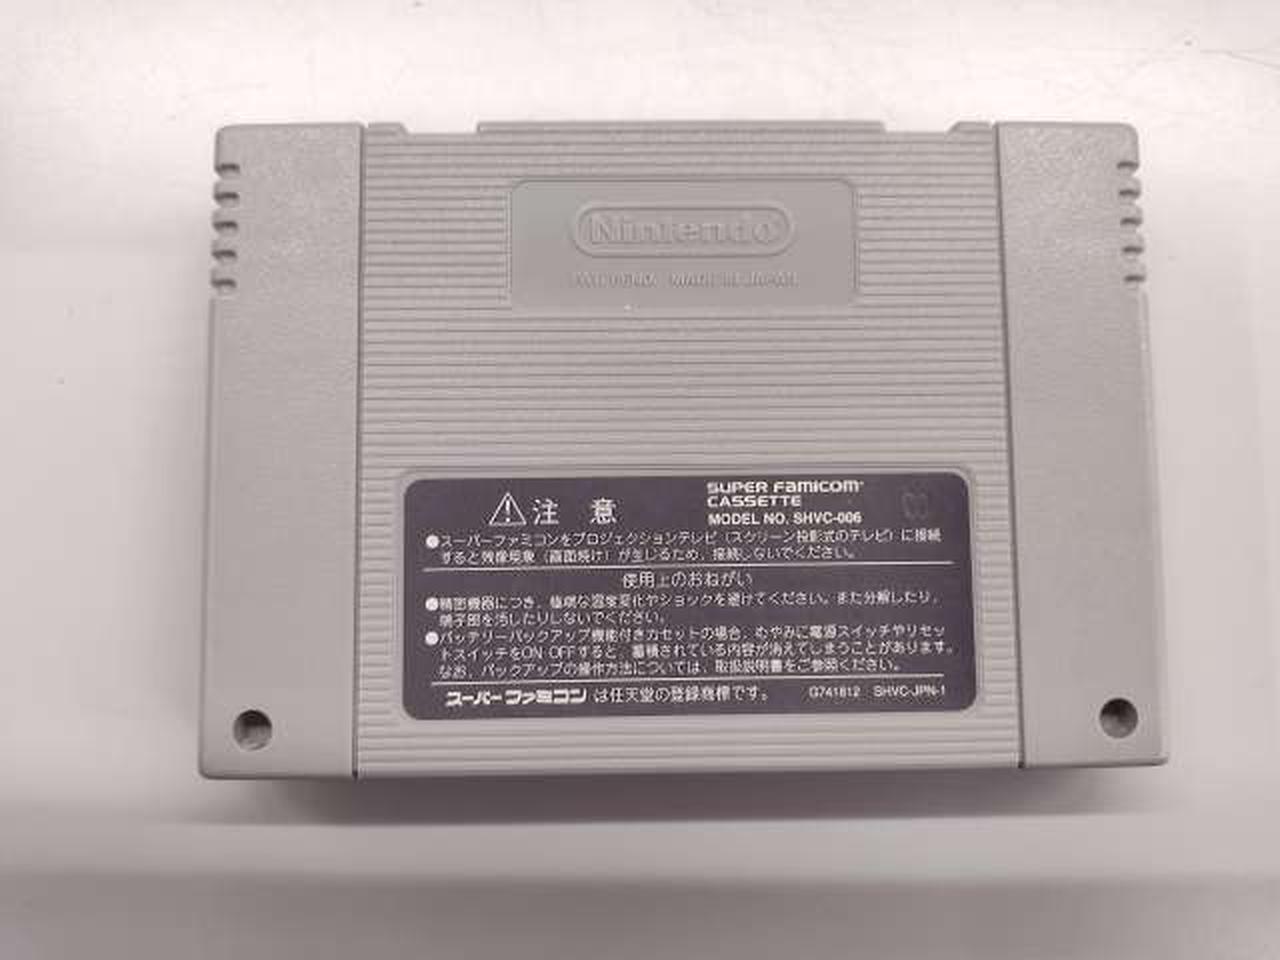 Nintendo
PAT. PEND. MADE IN JAPAN
⚠注 意
SUPER FAMICOM
CASSETTE
MODEL NO. SHVC-006
●スーパーファミコンをプロジェクションテレビ（スクリーン投影式のテレビ）に接続
すると残像現象（画面焼け）が生じるため、接続しないでください。
使用上のおねがい
●精密機器につき、極端な温度変化やショックを避けてください。また分解したり、
端子部を汚したりしないでください。
●バッテリーバックアップ機能付きカセットの場合、むやみに電源スイッチやリセッ
トスイッチをON OFFすると、蓄積されている内容が消えてしまうことがあります。
なお、バックアップの操作方法については、取扱説明書をご参照ください。
スーパーファミコン は任天堂の登録商標です。 G741812 SHVC-JPN-1